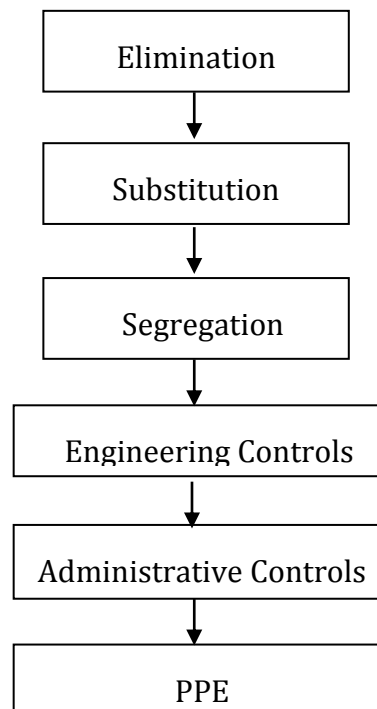 Elimination
Substitution
Segregation
Engineering Controls
Administrative Controls
PPE